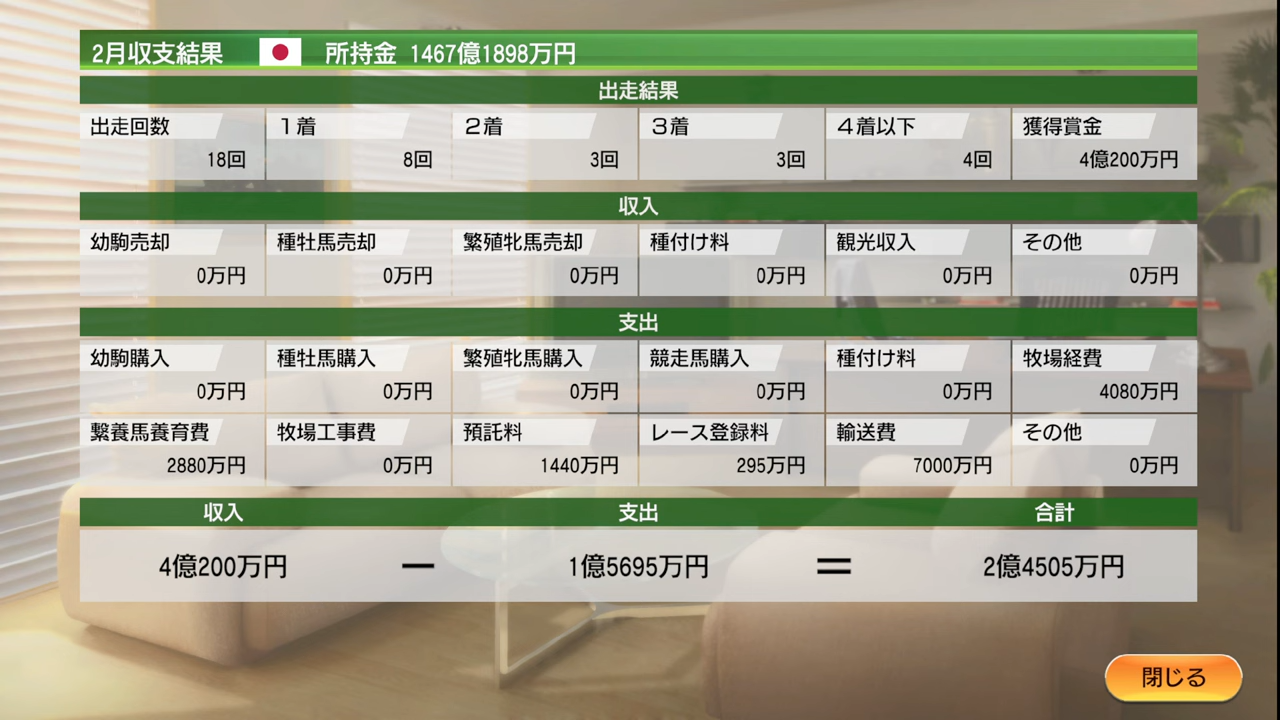 2月収支結果 所持金 1467億1898万円
出走結果
出走回数 1着 2着 3着 4着以下 獲得賞金
18回 8回 3回 3回 4回 4億200万円
収入
幼駒売却 種牡馬売却 繁殖牝馬売却 種付け料 観光収入 その他
0万円 0万円 0万円 0万円 0万円 0万円
支出
幼駒購入 種牡馬購入 繁殖牝馬購入 競走馬購入 種付け料 牧場経費
0万円 0万円 0万円 0万円 0万円 4080万円
繋養馬養育費 牧場工事費 預託料 レース登録料 輸送費 その他
2880万円 0万円 1440万円 295万円 7000万円 0万円
収入 支出 合計
4億200万円 － 1億5695万円 ＝ 2億4505万円
閉じる